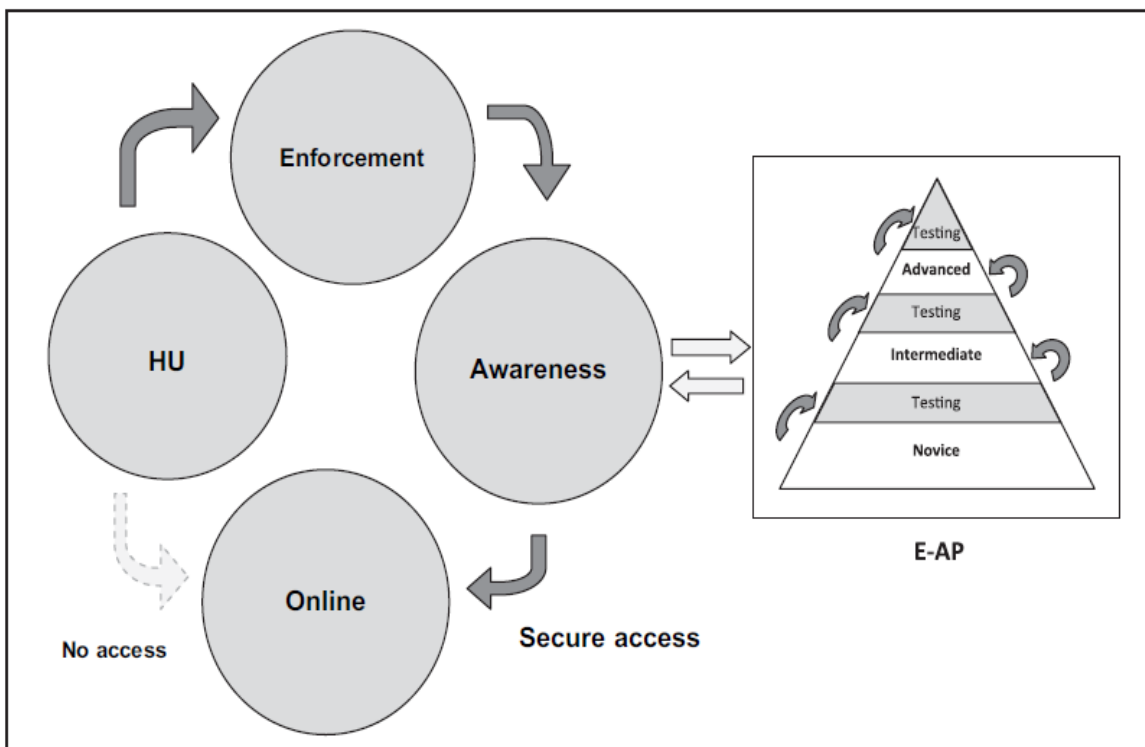 Enforcement
HU
Awareness
Online
No access
Secure access
Testing
Advanced
Testing
Intermediate
Testing
Novice
E-AP